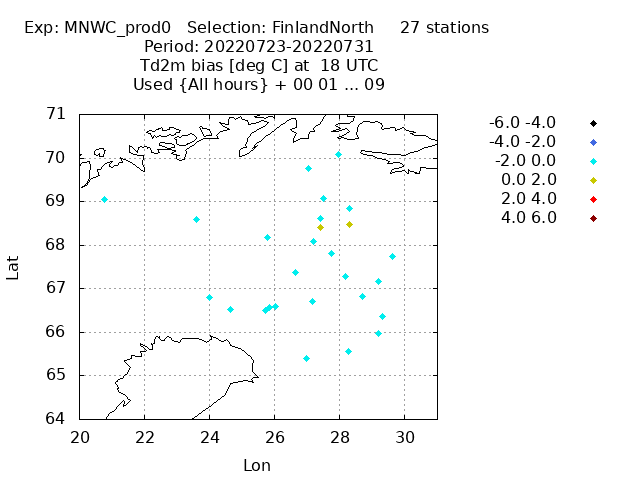 Exp: MNWC_prod0 Selection: FinlandNorth 27 stations
Period: 20220723-20220731
Td2m bias [deg C] at 18 UTC
Used {All hours} + 00 01 ... 09
-6.0 -4.0
-4.0 -2.0
-2.0 0.0
0.0 2.0
2.0 4.0
4.0 6.0
71
70
69
68
67
66
65
64
Lat
20 22 24 26 28 30
Lon